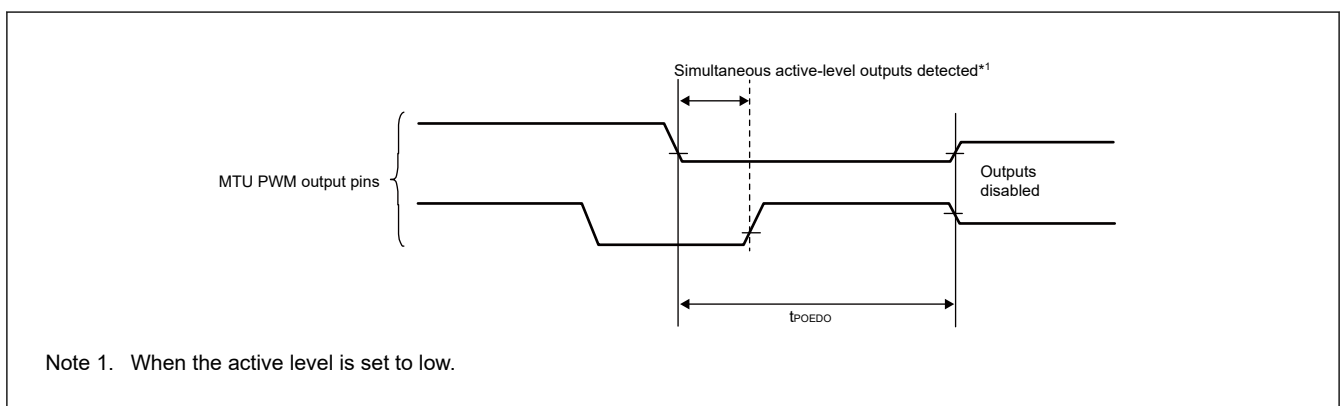 Simultaneous active-level outputs detected*1
MTU PWM output pins
Outputs
disabled
tPOEDO
Note 1. When the active level is set to low.